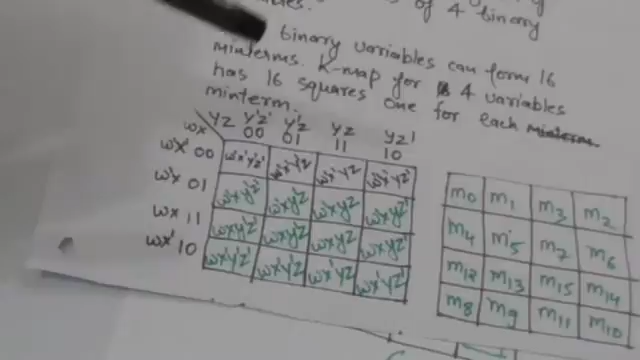 of 4 binary
binary variables can form 16
minterms. K-map for 4 variables
has 16 squares one for each minterm.
minterm.
yz y'z' y'z yz yz'
wx 00 01 11 10
w'x' 00 w'x'y'z' w'x'y'z w'x'yz w'x'yz'
w'x 01 w'xy'z' w'xy'z w'xyz w'xyz'
wx 11 wxy'z' wxy'z wxyz wxyz'
wx' 10 wx'y'z' wx'y'z wx'yz wx'yz'
m0 m1 m3 m2
m4 m5 m7 m6
m12 m13 m15 m14
m8 m9 m11 m10